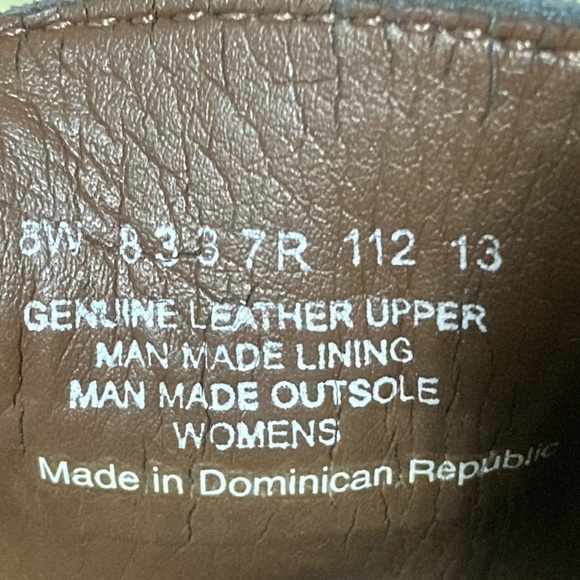 8W 8337R 112 13
GENUINE LEATHER UPPER
MAN MADE LINING
MAN MADE OUTSOLE
WOMENS
Made in Dominican Republic